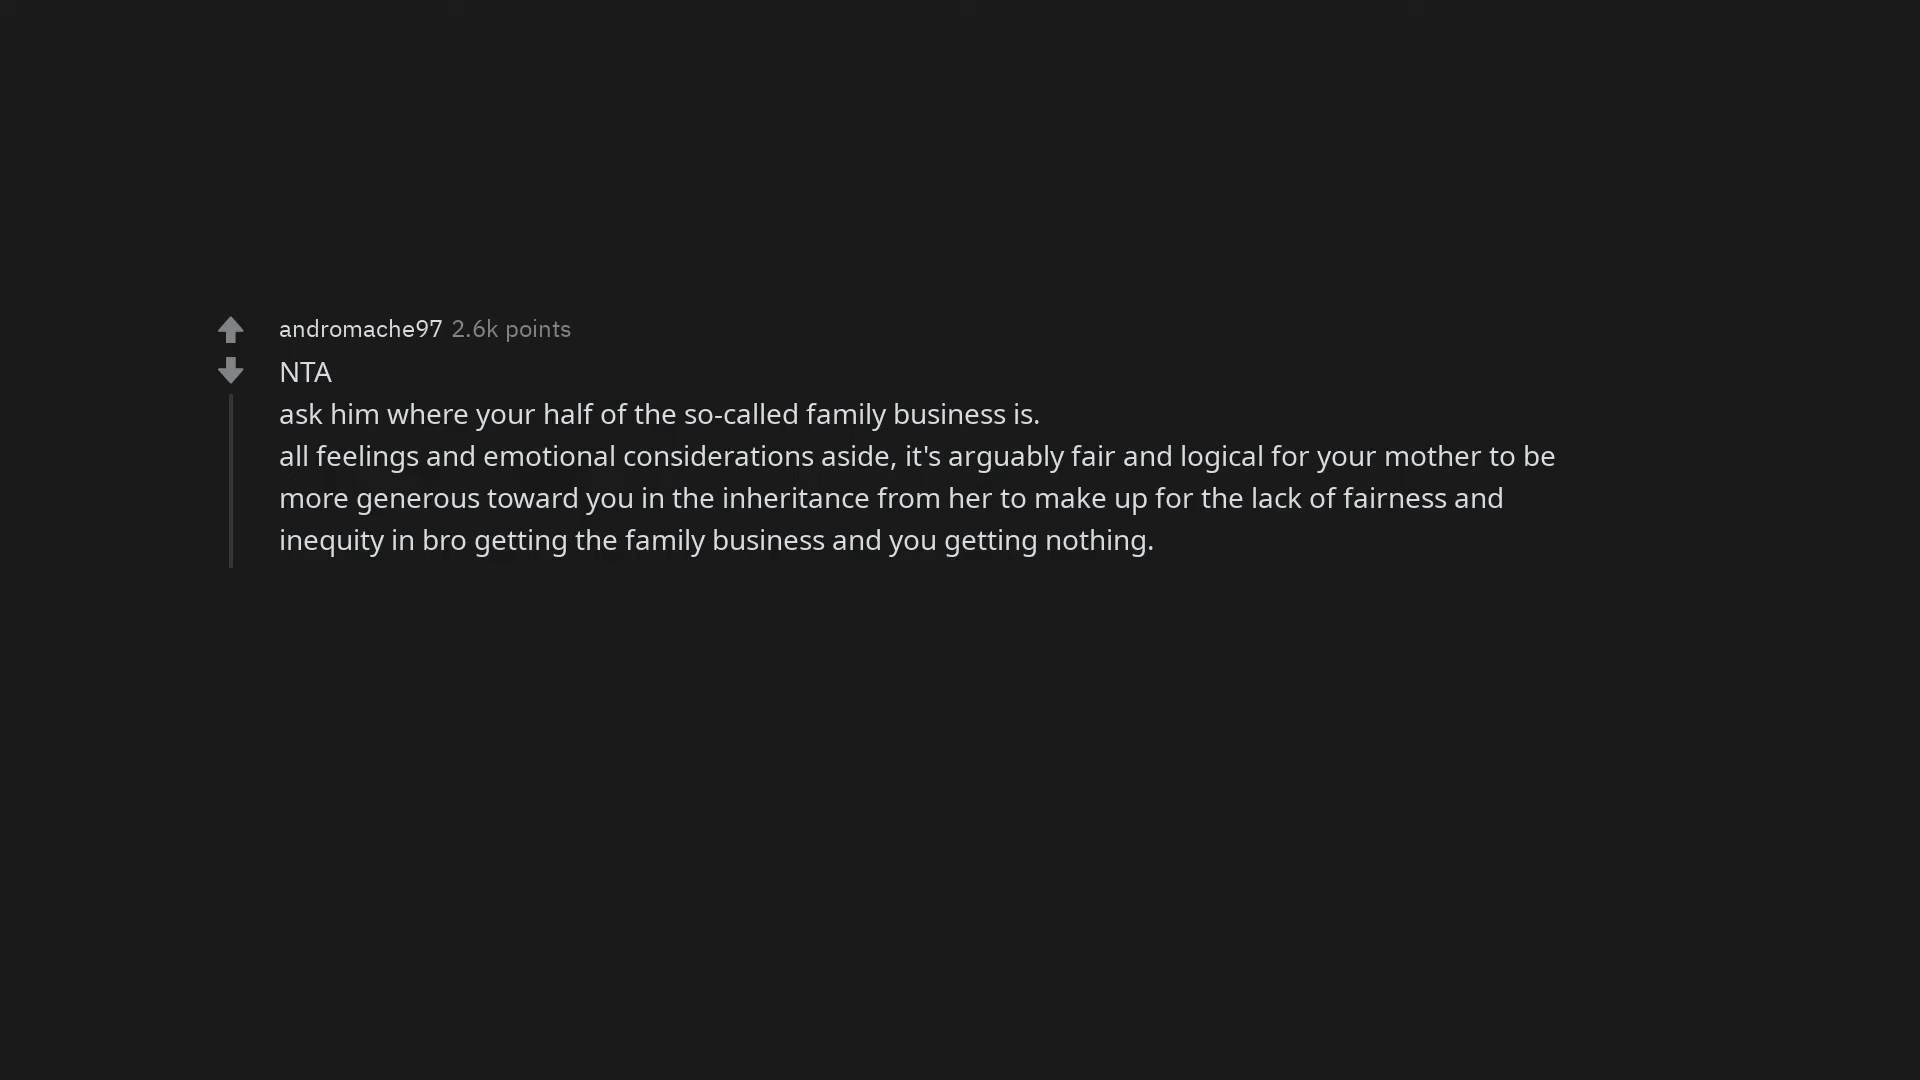 andromache97 2.6k points
NTA
ask him where your half of the so-called family business is.
all feelings and emotional considerations aside, it's arguably fair and logical for your mother to be
more generous toward you in the inheritance from her to make up for the lack of fairness and
inequity in bro getting the family business and you getting nothing.